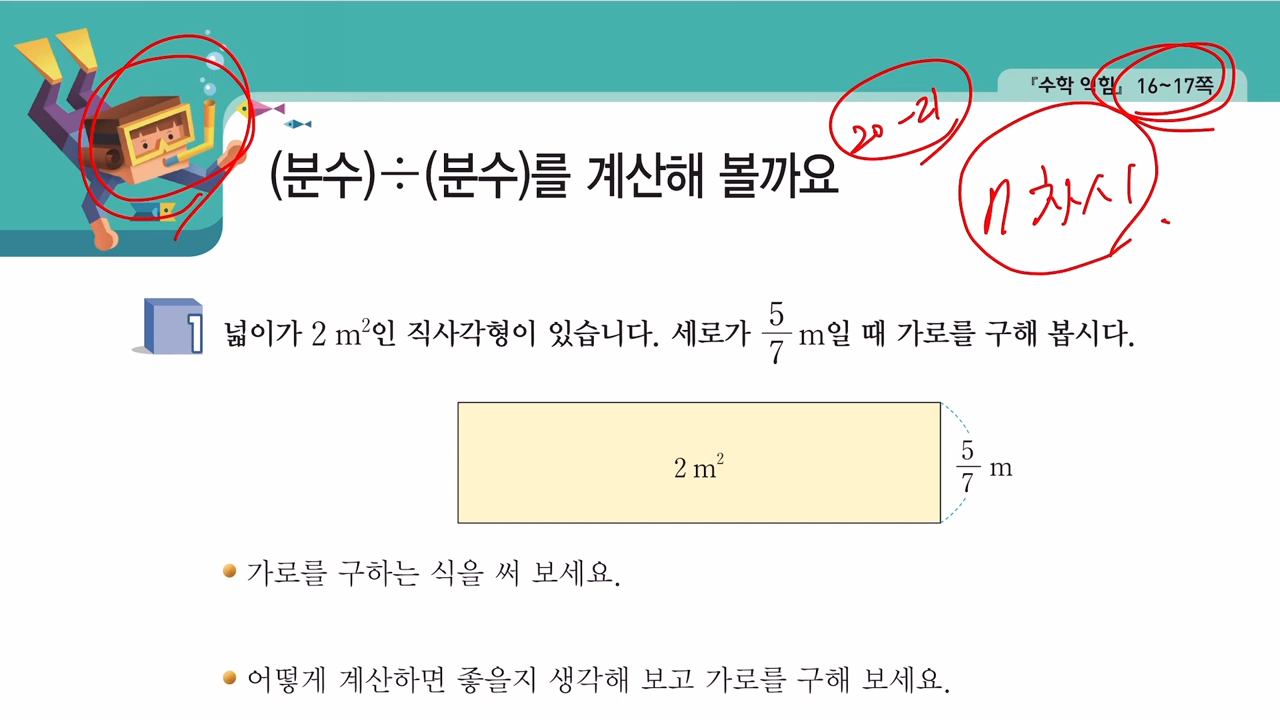 『수학 익힘』 16~17쪽
20-21
(분수)÷(분수)를 계산해 볼까요
n 차시.
1 넓이가 2 m²인 직사각형이 있습니다. 세로가 5/7 m일 때 가로를 구해 봅시다.
2 m²
5/7 m
가로를 구하는 식을 써 보세요.
어떻게 계산하면 좋을지 생각해 보고 가로를 구해 보세요.